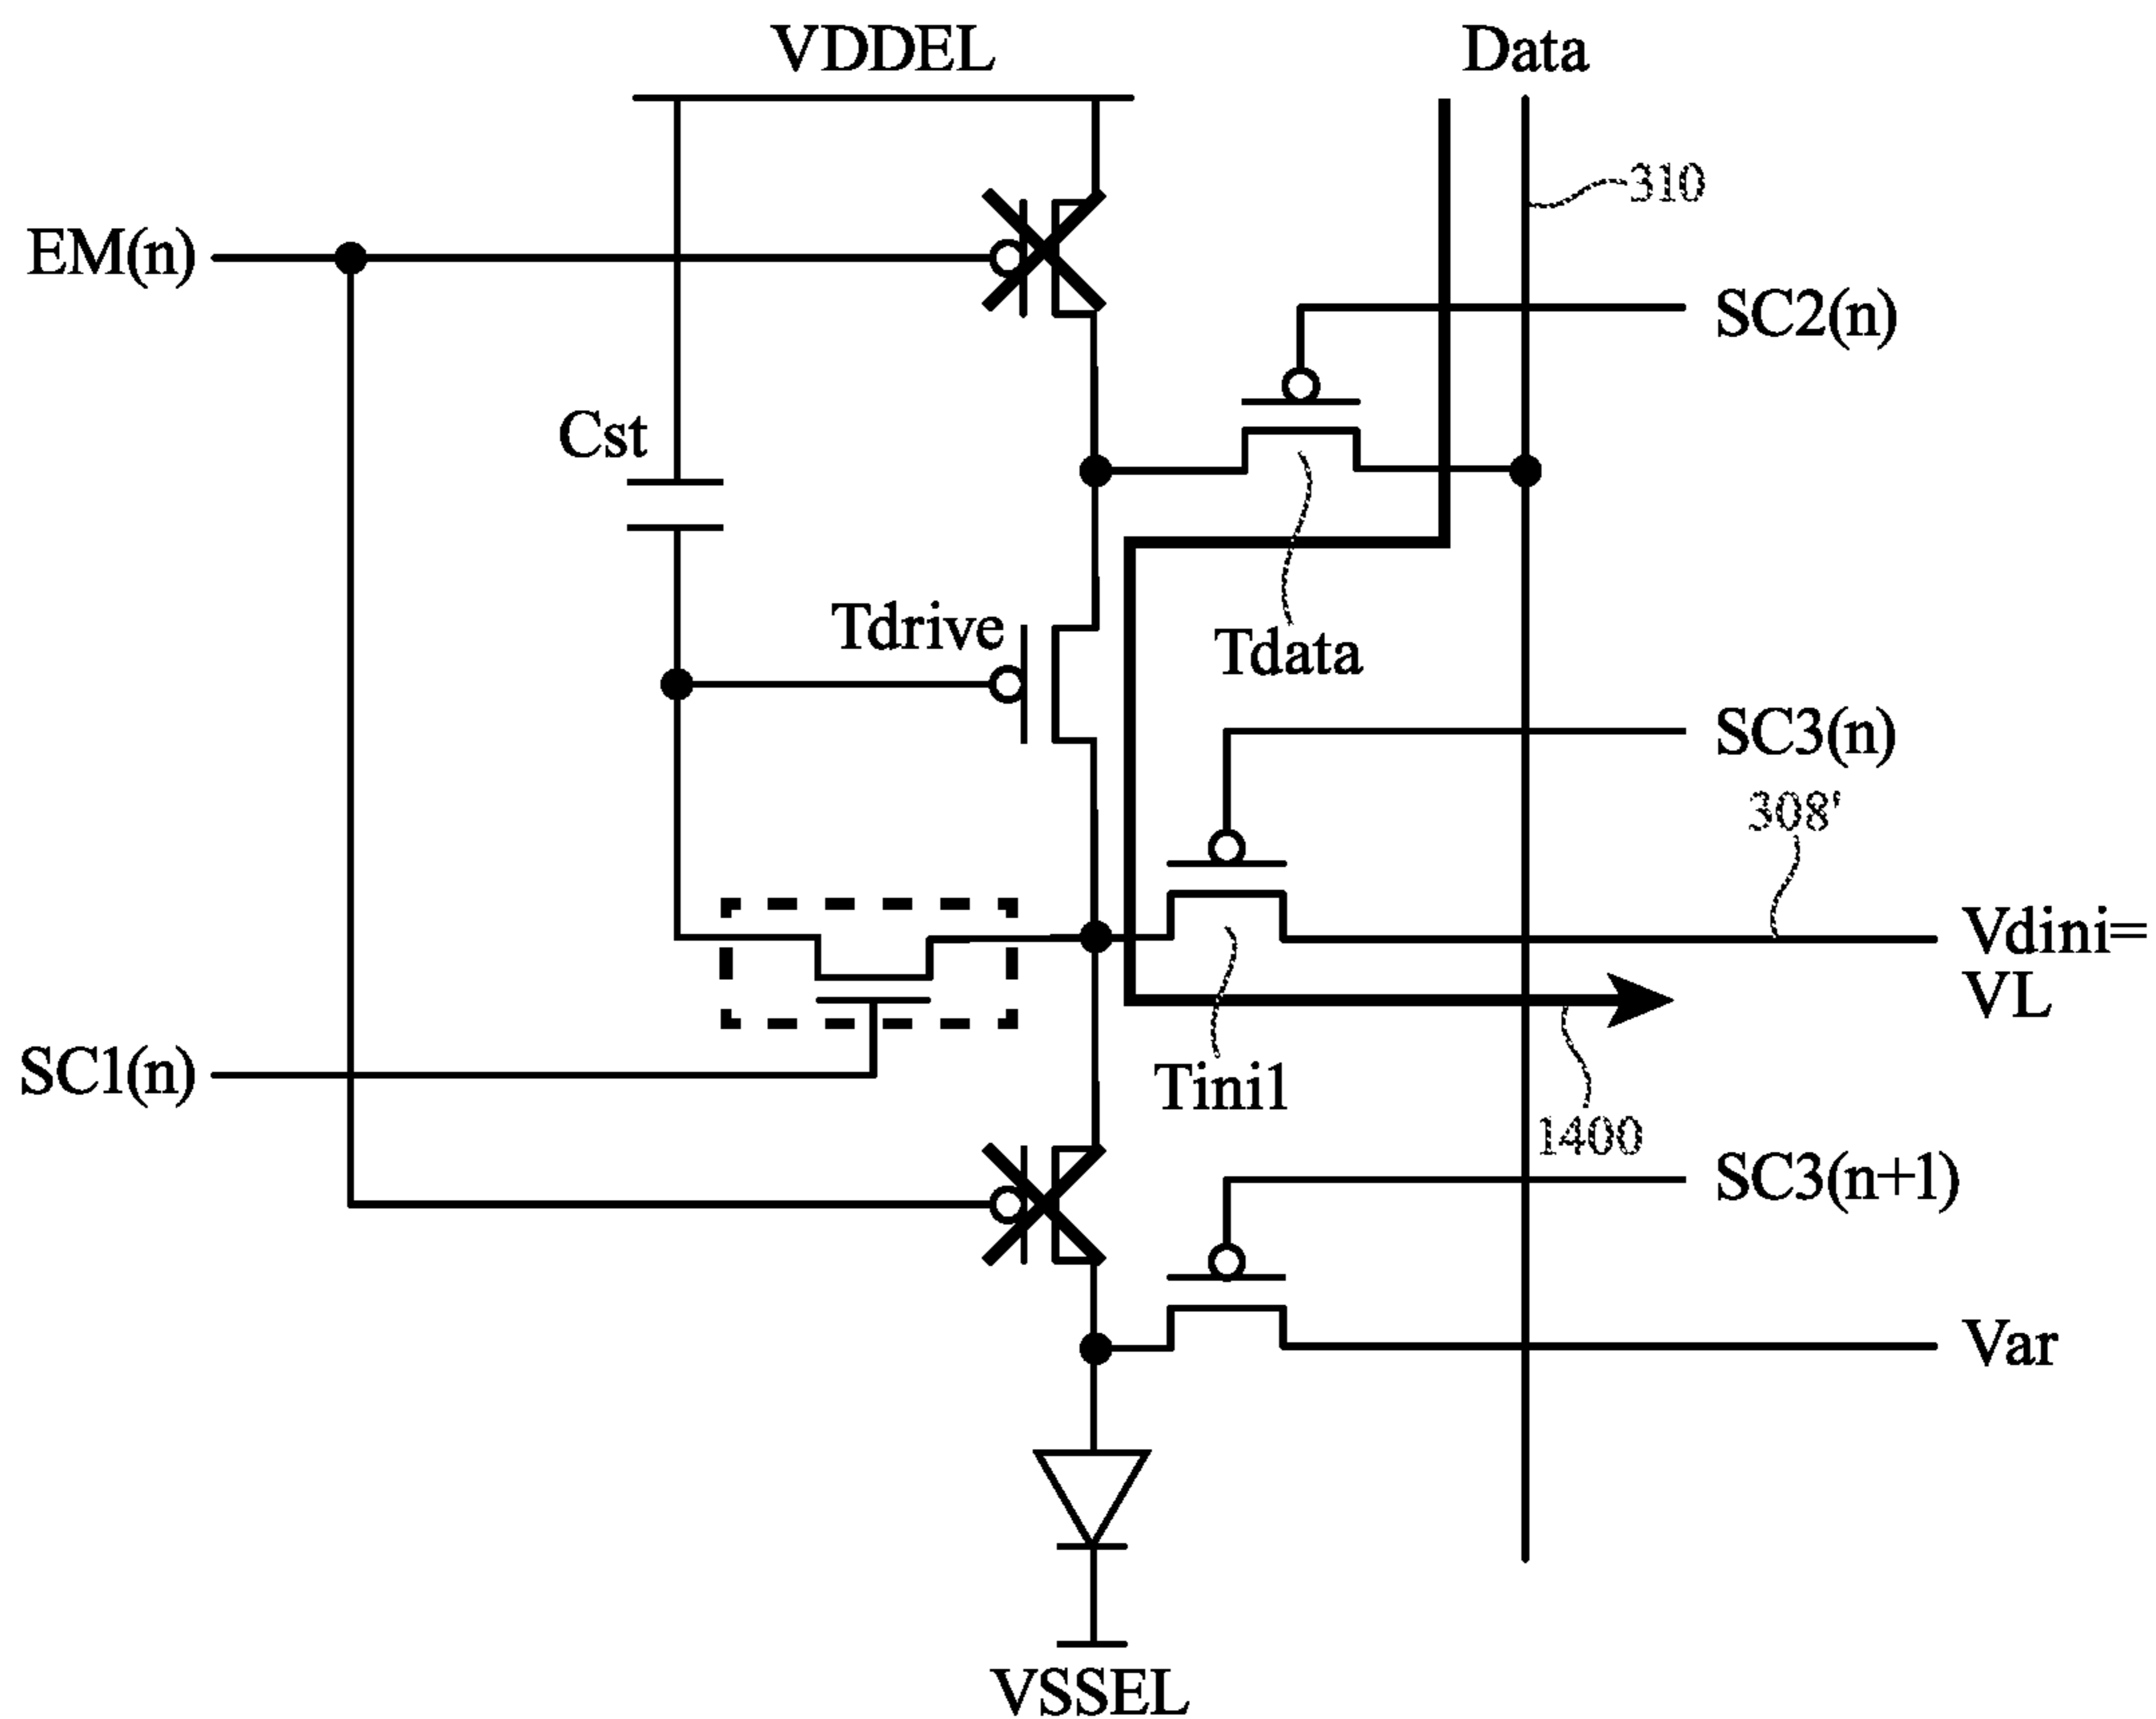 VDDEL
Data
310
EM(n)
SC2(n)
Cst
Tdrive
Tdata
SC3(n)
308'
Vdini=
VL
SC1(n)
Tini1
1400
SC3(n+1)
Var
VSSEL